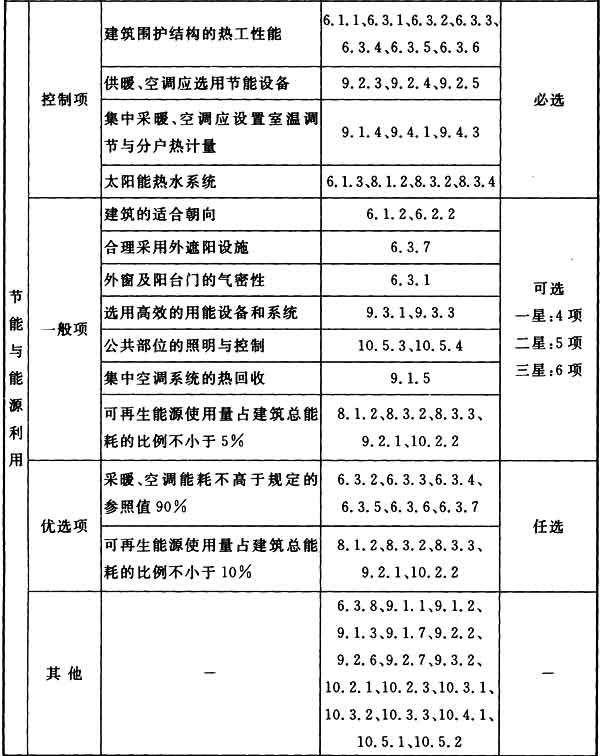 节能与能源利用
控制项
建筑围护结构的热工性能
6.1.1、6.3.1、6.3.2、6.3.3、
6.3.4、6.3.5、6.3.6
必选
供暖、空调应选用节能设备
9.2.3、9.2.4、9.2.5
集中采暖、空调应设置室温调
节与分户热计量
9.1.4、9.4.1、9.4.3
太阳能热水系统
6.1.3、8.1.2、8.3.2、8.3.4
一般项
建筑的适合朝向
6.1.2、6.2.2
可选
一星:4项
二星:5项
三星:6项
合理采用外遮阳设施
6.3.7
外窗及阳台门的气密性
6.3.1
选用高效的用能设备和系统
9.3.1、9.3.3
公共部位的照明与控制
10.5.3、10.5.4
集中空调系统的热回收
9.1.5
可再生能源使用量占建筑总能
耗的比例不小于5%
8.1.2、8.3.2、8.3.3、
9.2.1、10.2.2
优选项
采暖、空调能耗不高于规定的
参照值90%
6.3.2、6.3.3、6.3.4、
6.3.5、6.3.6、6.3.7
任选
可再生能源使用量占建筑总能
耗的比例不小于10%
8.1.2、8.3.2、8.3.3、
9.2.1、10.2.2
其他
—
6.3.8、9.1.1、9.1.2、
9.1.3、9.1.7、9.2.2、
9.2.6、9.2.7、9.3.2、
10.2.1、10.2.3、10.3.1、
10.3.2、10.3.3、10.4.1、
10.5.1、10.5.2
—